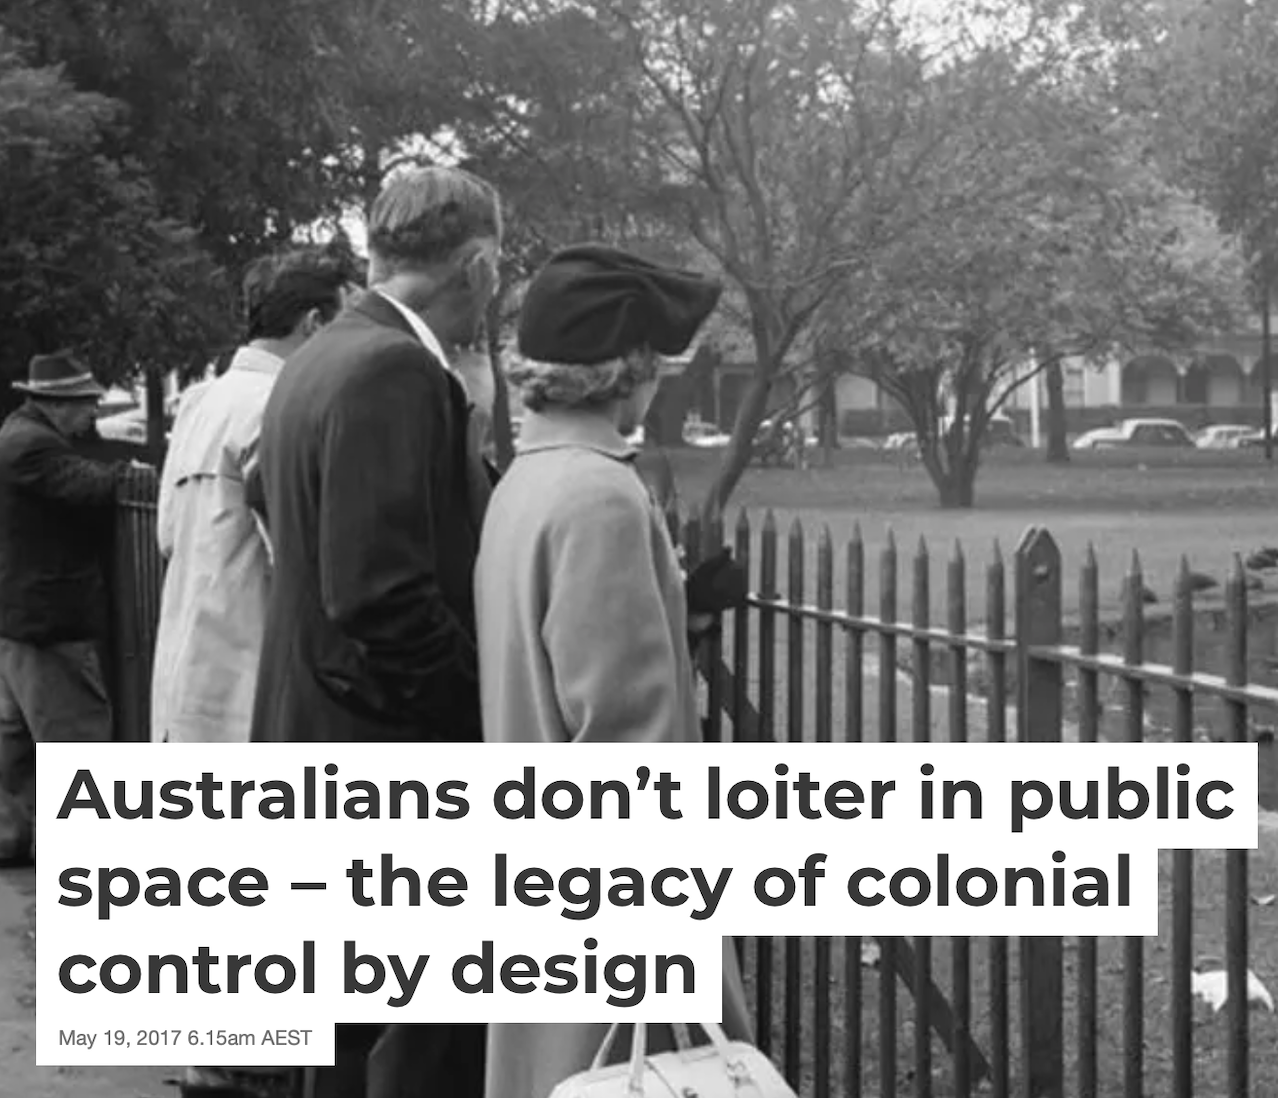 Australians don’t loiter in public
space – the legacy of colonial
control by design
May 19, 2017 6.15am AEST